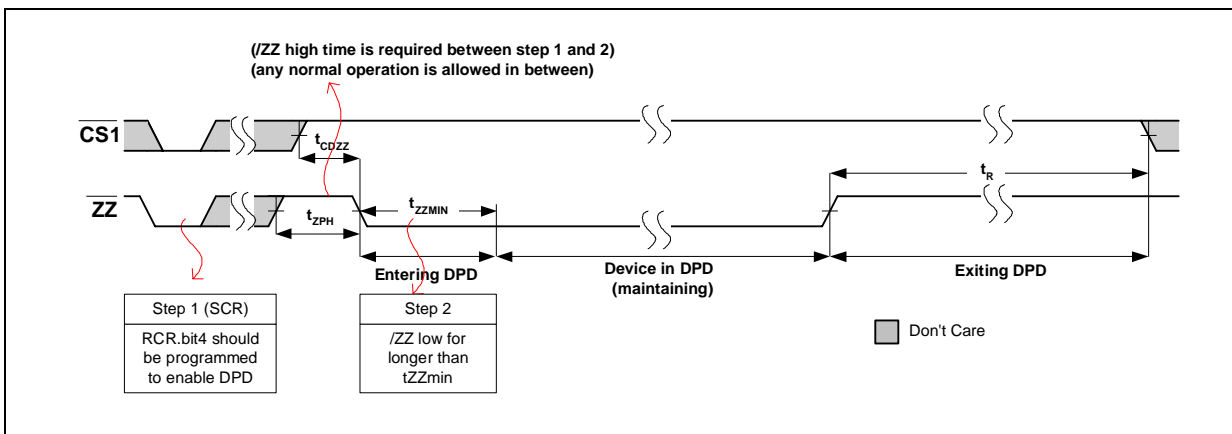 (/ZZ high time is required between step 1 and 2)
(any normal operation is allowed in between)
CS1
tCDZZ
tR
ZZ
tZZMIN
tZPH
Entering DPD
Device in DPD
(maintaining)
Exiting DPD
Step 1 (SCR)
RCR.bit4 should
be programmed
to enable DPD
Step 2
/ZZ low for
longer than
tZZmin
Don't Care